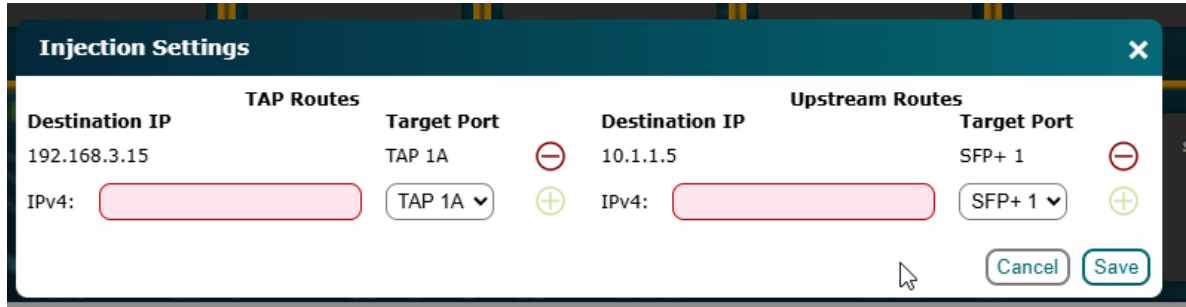 Injection Settings
TAP Routes
Destination IP Target Port
192.168.3.15 TAP 1A
IPv4: TAP 1A
Upstream Routes
Destination IP Target Port
10.1.1.5 SFP+ 1
IPv4: SFP+ 1
Cancel Save